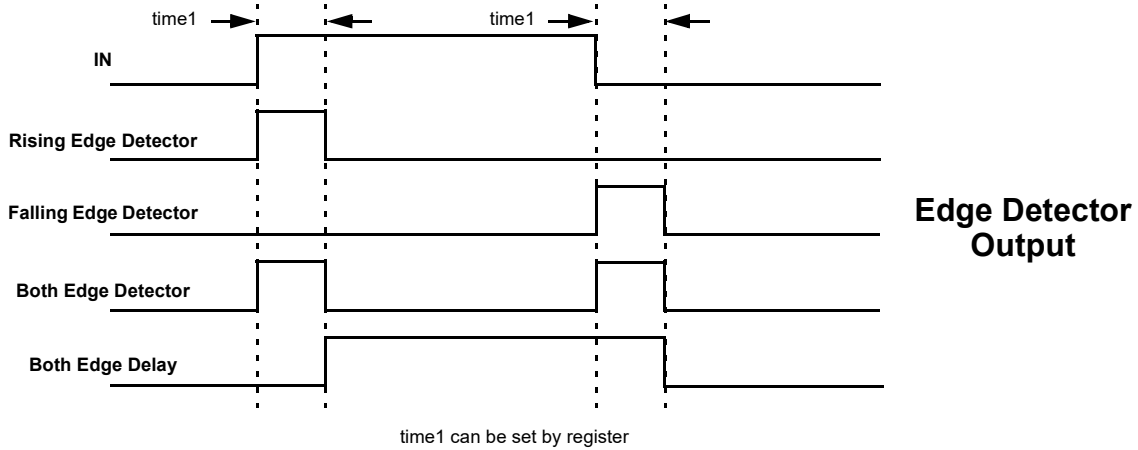 time1
time1
IN
Rising Edge Detector
Falling Edge Detector
Edge Detector
Output
Both Edge Detector
Both Edge Delay
time1 can be set by register